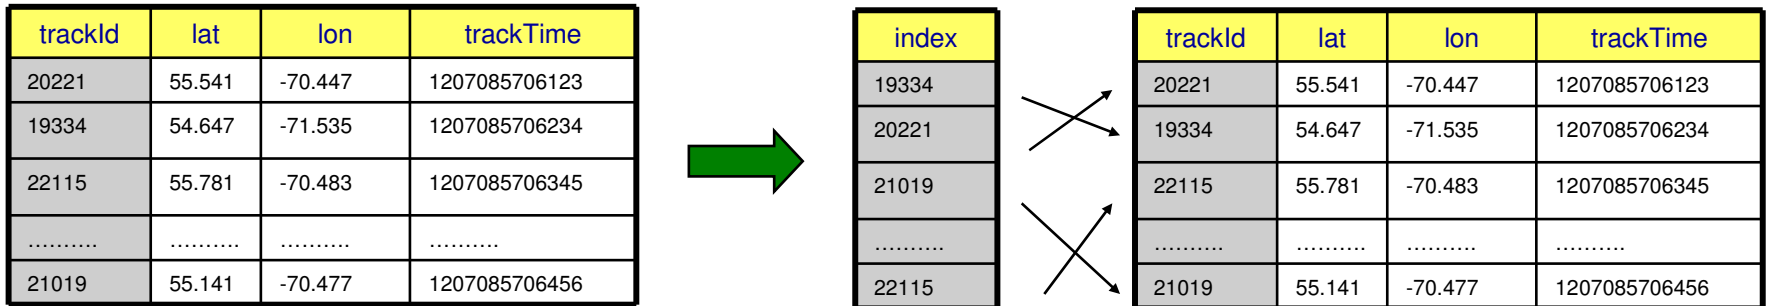 trackId lat lon trackTime
20221 55.541 -70.447 1207085706123
19334 54.647 -71.535 1207085706234
22115 55.781 -70.483 1207085706345
.......... .......... .......... ..........
21019 55.141 -70.477 1207085706456
index
19334
20221
21019
..........
22115
trackId lat lon trackTime
20221 55.541 -70.447 1207085706123
19334 54.647 -71.535 1207085706234
22115 55.781 -70.483 1207085706345
.......... .......... .......... ..........
21019 55.141 -70.477 1207085706456